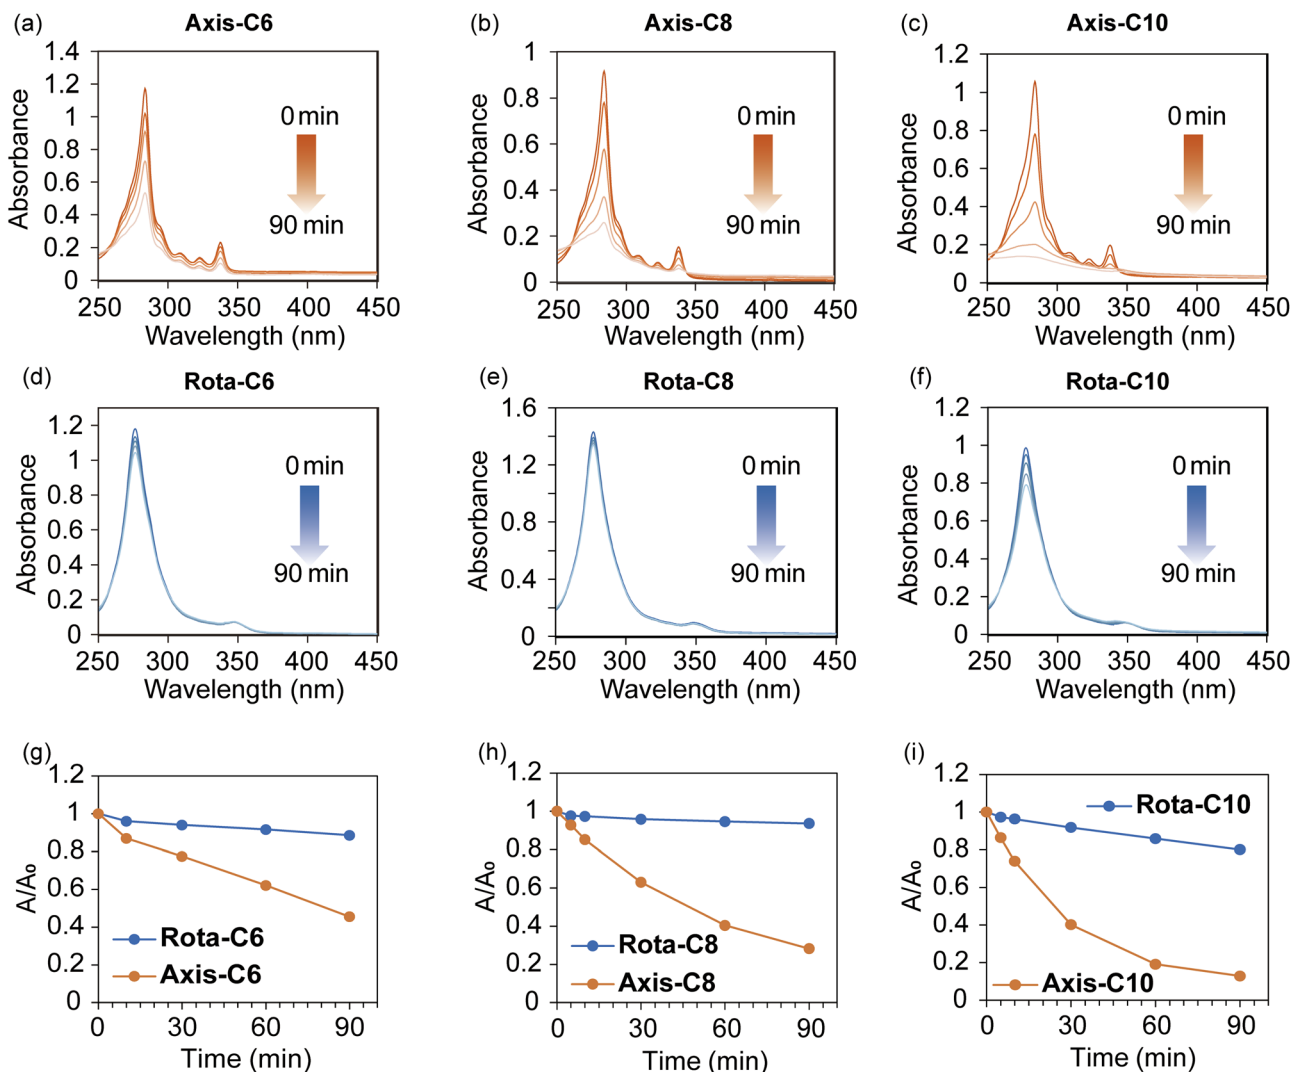 (a) Axis-C6
Absorbance
1.4
1.2
1
0.8
0.6
0.4
0.2
0
0 min
90 min
250 300 350 400 450
Wavelength (nm)
(b) Axis-C8
Absorbance
1
0.8
0.6
0.4
0.2
0
0 min
90 min
250 300 350 400 450
Wavelength (nm)
(c) Axis-C10
Absorbance
1.2
1
0.8
0.6
0.4
0.2
0
0 min
90 min
250 300 350 400 450
Wavelength (nm)
(d) Rota-C6
Absorbance
1.2
1
0.8
0.6
0.4
0.2
0
0 min
90 min
250 300 350 400 450
Wavelength (nm)
(e) Rota-C8
Absorbance
1.6
1.2
0.8
0.4
0
0 min
90 min
250 300 350 400 450
Wavelength (nm)
(f) Rota-C10
Absorbance
1.2
1
0.8
0.6
0.4
0.2
0
0 min
90 min
250 300 350 400 450
Wavelength (nm)
(g)
A/A₀
1.2
1
0.8
0.6
0.4
0.2
0
Rota-C6
Axis-C6
0 30 60 90
Time (min)
(h)
A/A₀
1.2
1
0.8
0.6
0.4
0.2
0
Rota-C8
Axis-C8
0 30 60 90
Time (min)
(i)
A/A₀
1.2
1
0.8
0.6
0.4
0.2
0
Rota-C10
Axis-C10
0 30 60 90
Time (min)